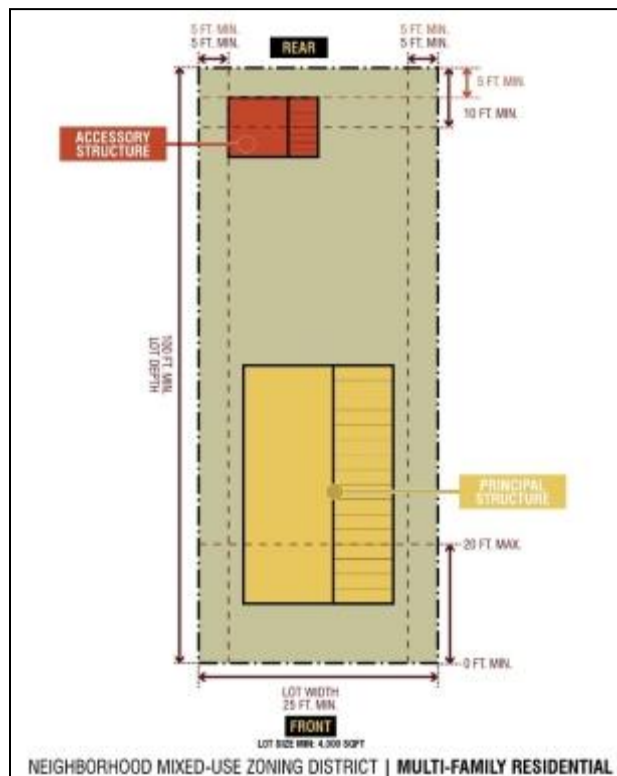 5 FT. MIN.
5 FT. MIN.
REAR
5 FT. MIN.
5 FT. MIN.
5 FT. MIN.
10 FT. MIN.
ACCESSORY
STRUCTURE
100 FT. MIN.
LOT DEPTH
PRINCIPAL
STRUCTURE
20 FT. MAX.
0 FT. MIN.
LOT WIDTH
25 FT. MIN.
FRONT
LOT SIZE MIN: 4,000 SQFT
NEIGHBORHOOD MIXED-USE ZONING DISTRICT | MULTI-FAMILY RESIDENTIAL